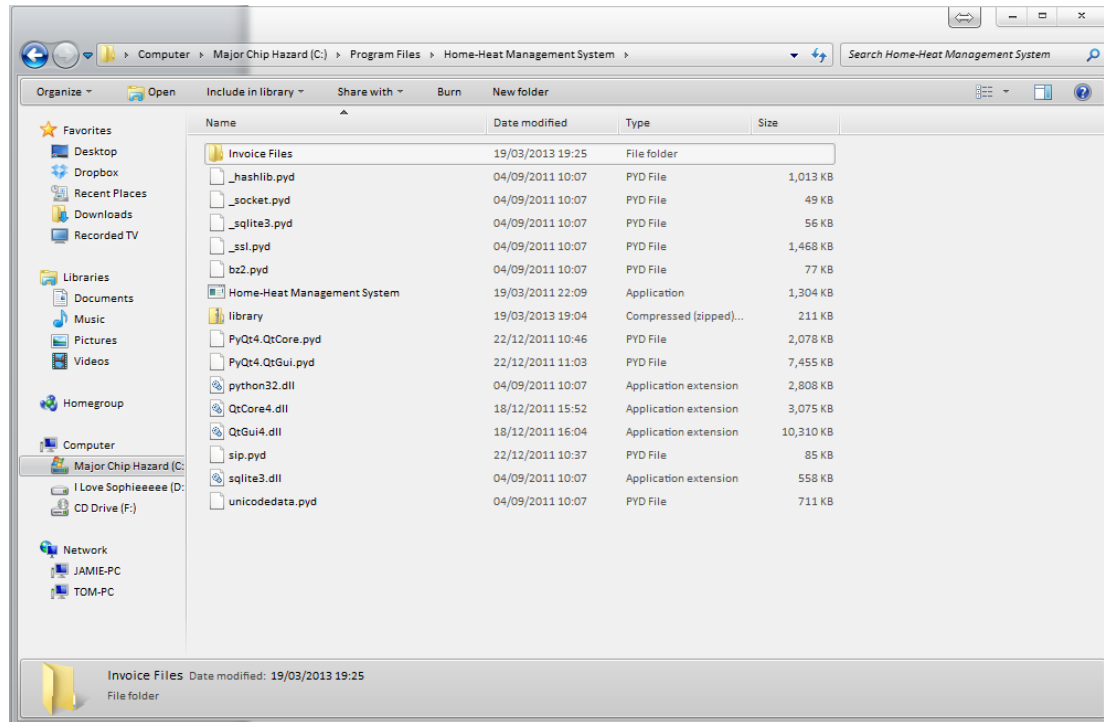 Computer Major Chip Hazard (C:) Program Files Home-Heat Management System
Search Home-Heat Management System
Organize Open Include in library Share with Burn New folder
Favorites
Desktop
Dropbox
Recent Places
Downloads
Recorded TV
Libraries
Documents
Music
Pictures
Videos
Homegroup
Computer
Major Chip Hazard (C:
I Love Sophieeeee (D:
CD Drive (F:)
Network
JAMIE-PC
TOM-PC
Name Date modified Type Size
Invoice Files 19/03/2013 19:25 File folder
_hashlib.pyd 04/09/2011 10:07 PYD File 1,013 KB
_socket.pyd 04/09/2011 10:07 PYD File 49 KB
_sqlite3.pyd 04/09/2011 10:07 PYD File 56 KB
_ssl.pyd 04/09/2011 10:07 PYD File 1,468 KB
bz2.pyd 04/09/2011 10:07 PYD File 77 KB
Home-Heat Management System 19/03/2011 22:09 Application 1,304 KB
library 19/03/2013 19:04 Compressed (zipped)... 211 KB
PyQt4.QtCore.pyd 22/12/2011 10:46 PYD File 2,078 KB
PyQt4.QtGui.pyd 22/12/2011 11:03 PYD File 7,455 KB
python32.dll 04/09/2011 10:07 Application extension 2,808 KB
QtCore4.dll 18/12/2011 15:52 Application extension 3,075 KB
QtGui4.dll 18/12/2011 16:04 Application extension 10,310 KB
sip.pyd 22/12/2011 10:37 PYD File 85 KB
sqlite3.dll 04/09/2011 10:07 Application extension 558 KB
unicodedata.pyd 04/09/2011 10:07 PYD File 711 KB
Invoice Files Date modified: 19/03/2013 19:25
File folder